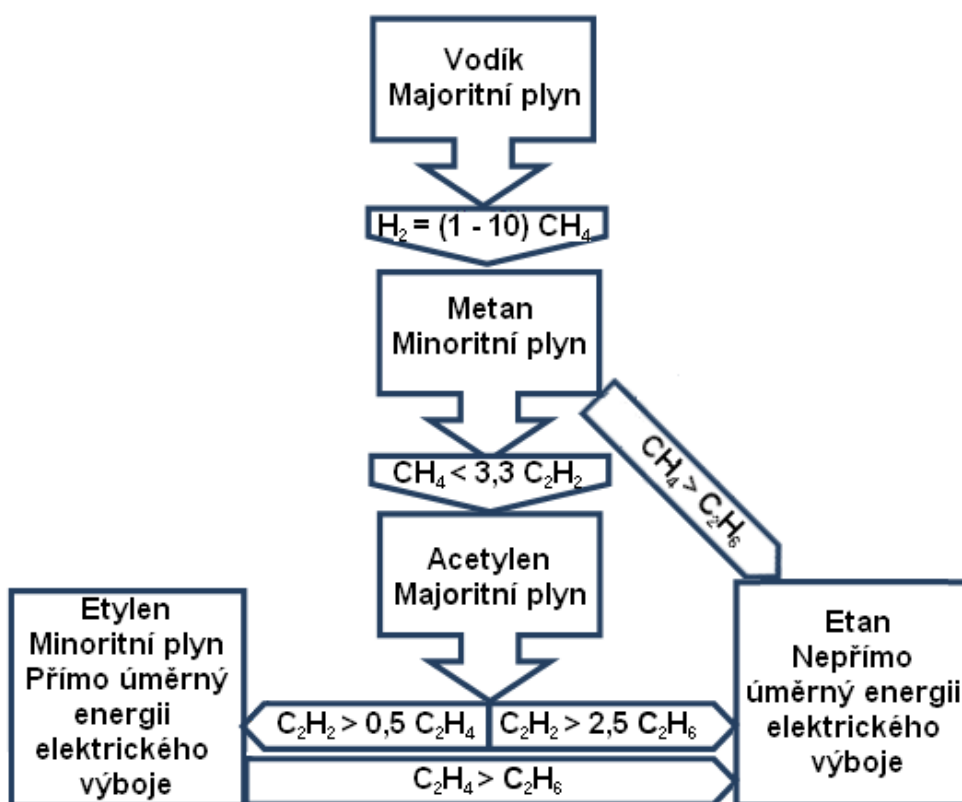 Vodík
Majoritní plyn
H₂ = (1 - 10) CH₄
Metan
Minoritní plyn
CH₄ < 3,3 C₂H₂
CH₄ > C₂H₆
Acetylen
Majoritní plyn
Etylen
Minoritní plyn
Přímo úměrný
energii
elektrického
výboje
Etan
Nepřímo
úměrný energii
elektrického
výboje
C₂H₂ > 0,5 C₂H₄
C₂H₂ > 2,5 C₂H₆
C₂H₄ > C₂H₆